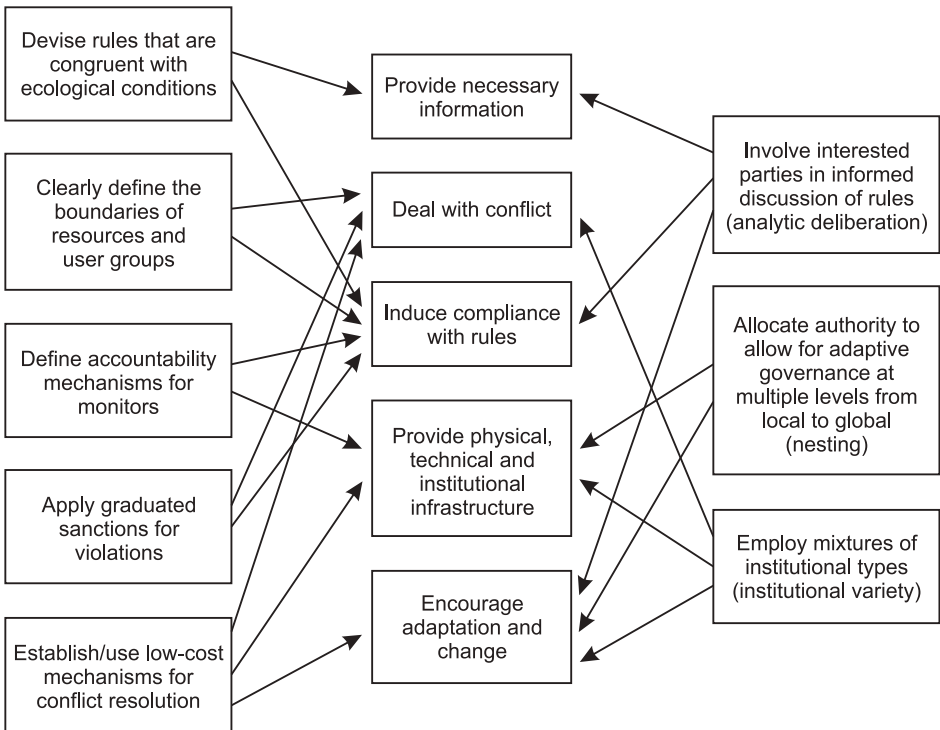 Devise rules that are
congruent with
ecological conditions
Clearly define the
boundaries of
resources and
user groups
Define accountability
mechanisms for
monitors
Apply graduated
sanctions for
violations
Establish/use low-cost
mechanisms for
conflict resolution
Provide necessary
information
Deal with conflict
Induce compliance
with rules
Provide physical,
technical and
institutional
infrastructure
Encourage
adaptation and
change
Involve interested
parties in informed
discussion of rules
(analytic deliberation)
Allocate authority to
allow for adaptive
governance at
multiple levels from
local to global
(nesting)
Employ mixtures of
institutional types
(institutional variety)